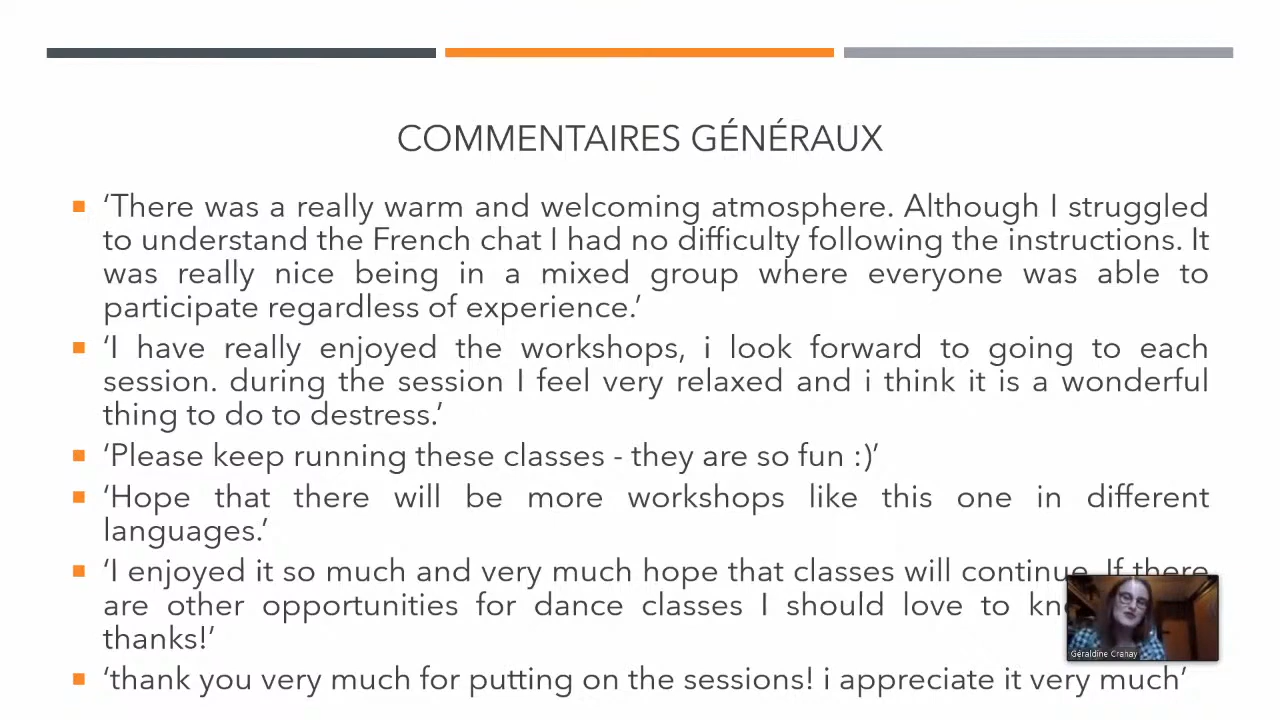 COMMENTAIRES GÉNÉRAUX
‘There was a really warm and welcoming atmosphere. Although I struggled
to understand the French chat I had no difficulty following the instructions. It
was really nice being in a mixed group where everyone was able to
participate regardless of experience.’
‘I have really enjoyed the workshops, i look forward to going to each
session. during the session I feel very relaxed and i think it is a wonderful
thing to do to destress.’
‘Please keep running these classes - they are so fun :)’
‘Hope that there will be more workshops like this one in different
languages.’
‘I enjoyed it so much and very much hope that classes will continue. If there
are other opportunities for dance classes I should love to
thanks!’
Géraldine Crahay
‘thank you very much for putting on the sessions! i appreciate it very much’